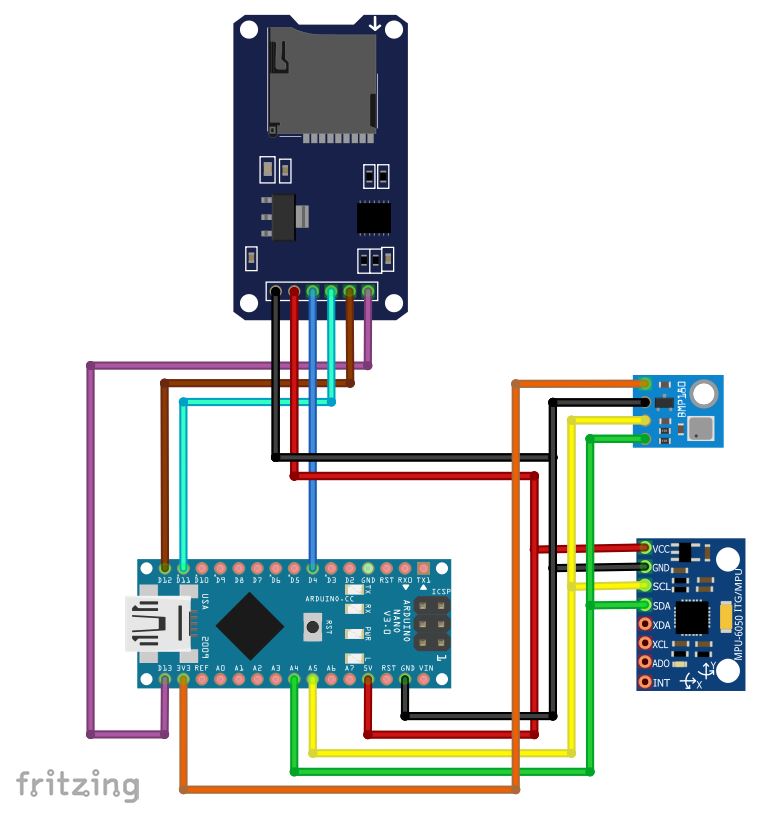 BMP180
VCC
GND
SCL
SDA
XDA
XCL
ADO
INT
MPU-6050 ITG/MPU
Y
X
D12 D11 D10 D9 D8 D7 D6 D5 D4 D3 D2 GND RST RX0 TX1
USA
2009
ARDUINO.CC
RST
TX
RX
PWR
L
ARDUINO
NANO
V3.0
ICSP
1
D13 3V3 REF A0 A1 A2 A3 A4 A5 A6 A7 5V RST GND VIN
fritzing